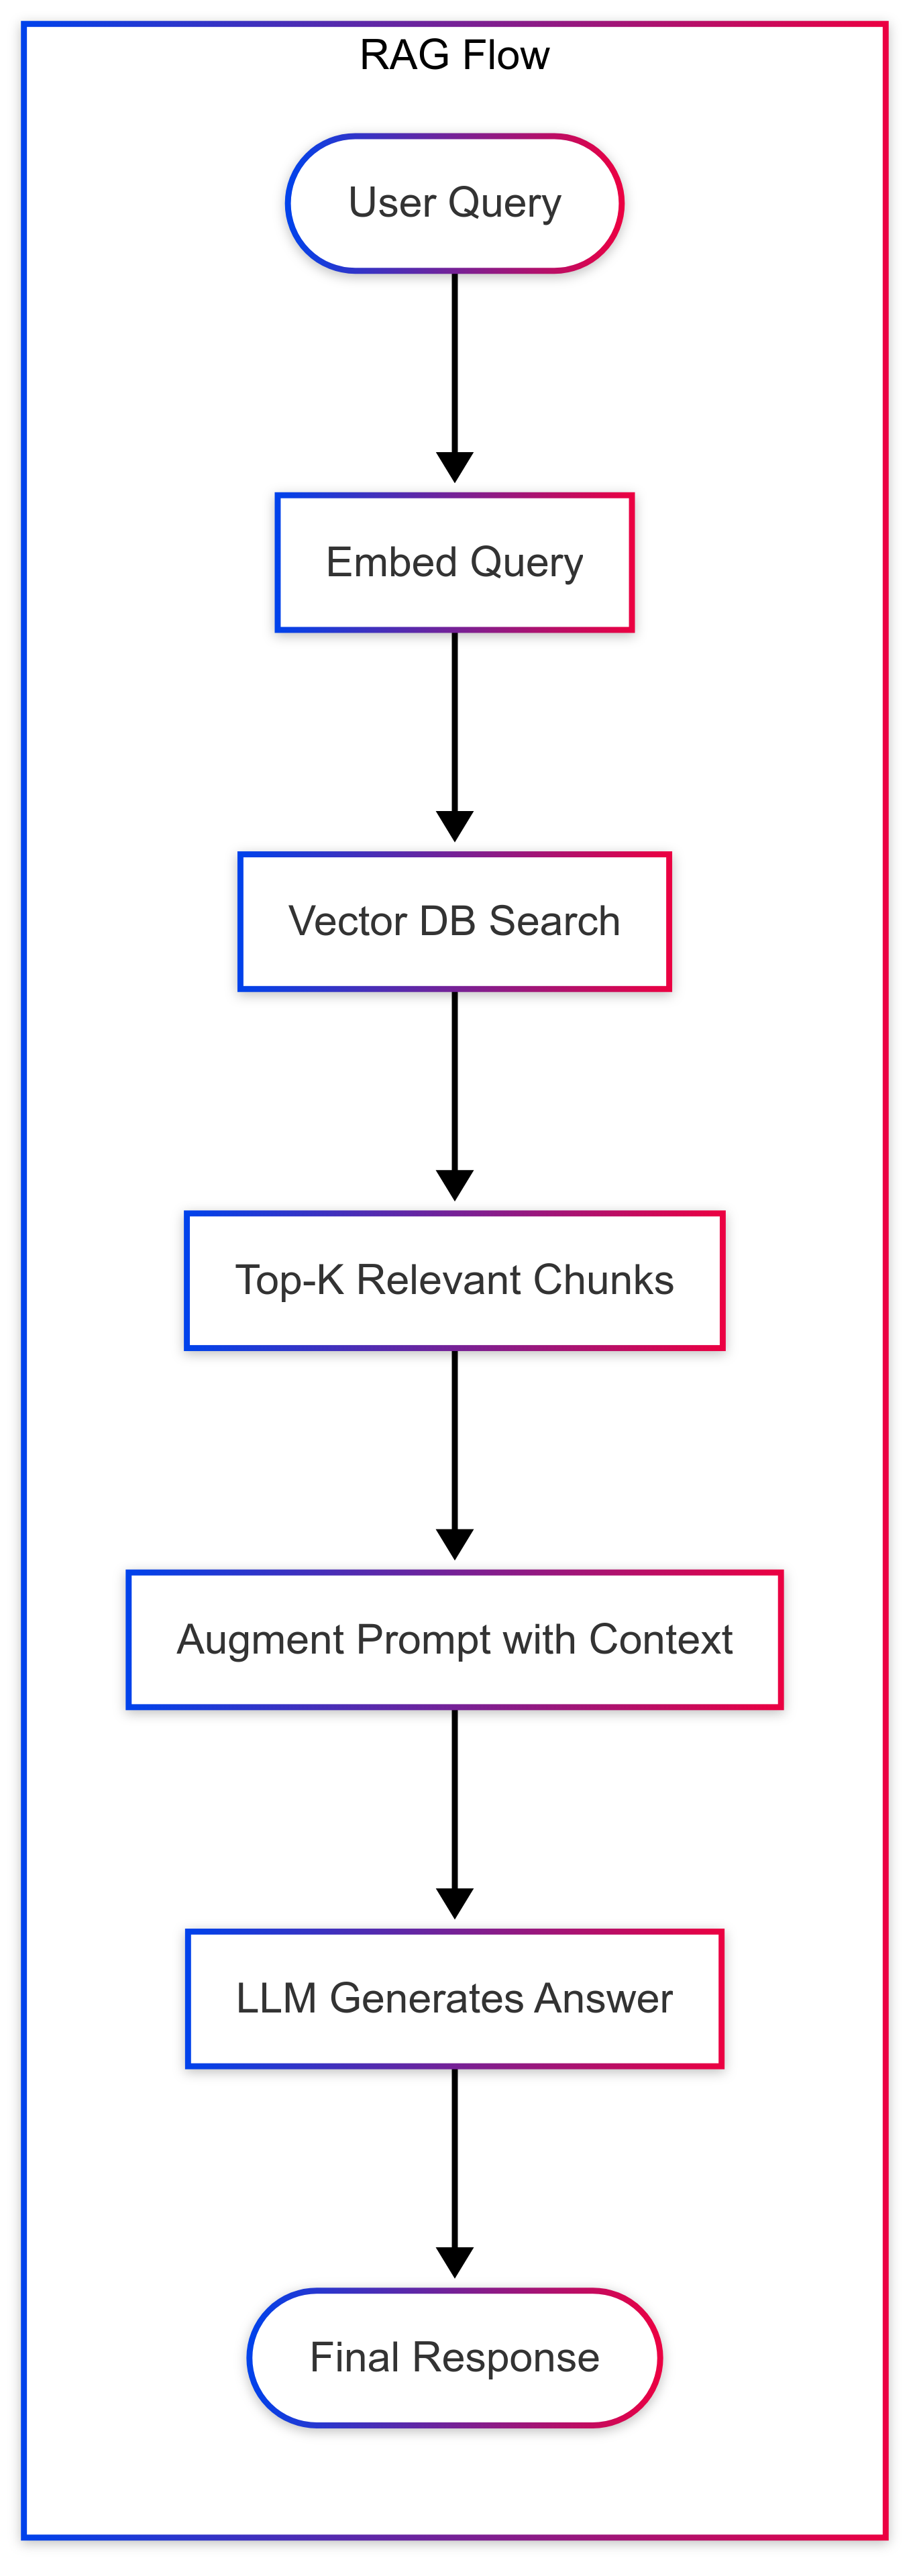 RAG Flow
User Query
Embed Query
Vector DB Search
Top-K Relevant Chunks
Augment Prompt with Context
LLM Generates Answer
Final Response